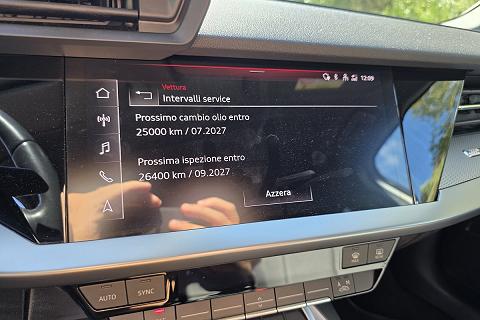 12:09
Vettura
Intervalli service
Prossimo cambio olio entro
25000 km / 07.2027
Prossima ispezione entro
26400 km / 09.2027
Azzera
AUTO
SYNC